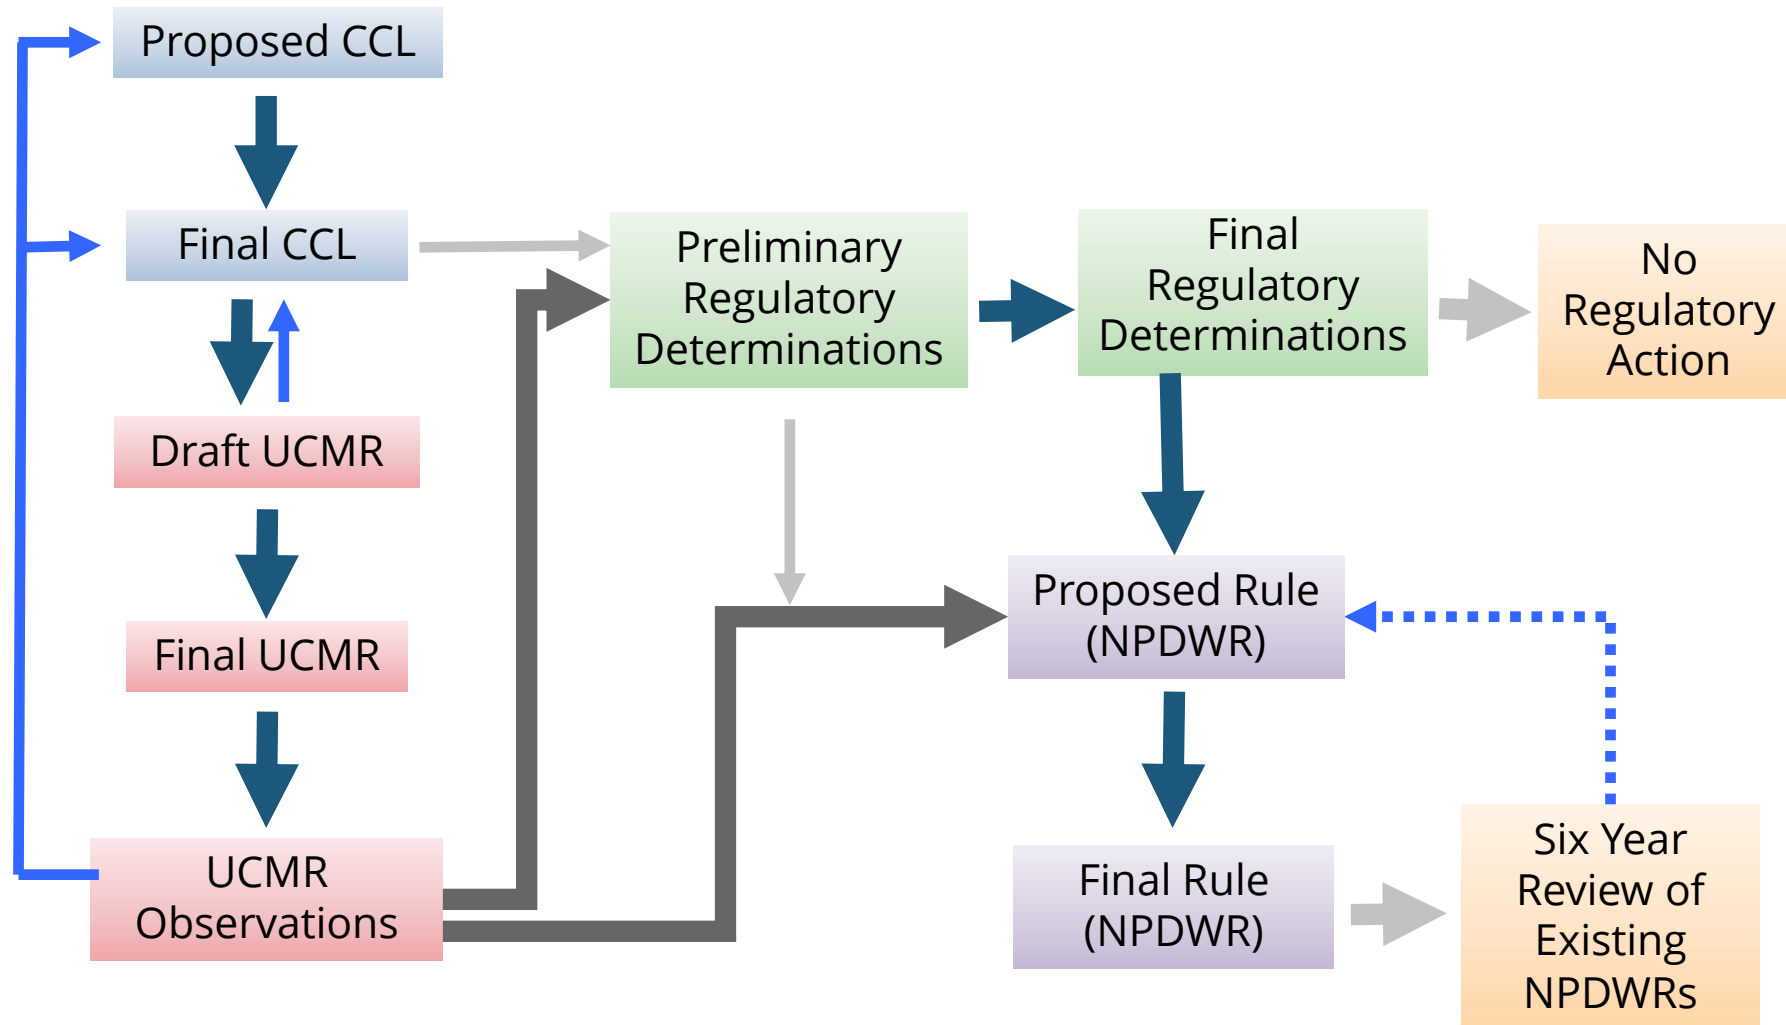 Proposed CCL
Final CCL
Preliminary
Regulatory
Determinations
Final
Regulatory
Determinations
No
Regulatory
Action
Draft UCMR
Final UCMR
Proposed Rule
(NPDWR)
UCMR
Observations
Final Rule
(NPDWR)
Six Year
Review of
Existing
NPDWRs